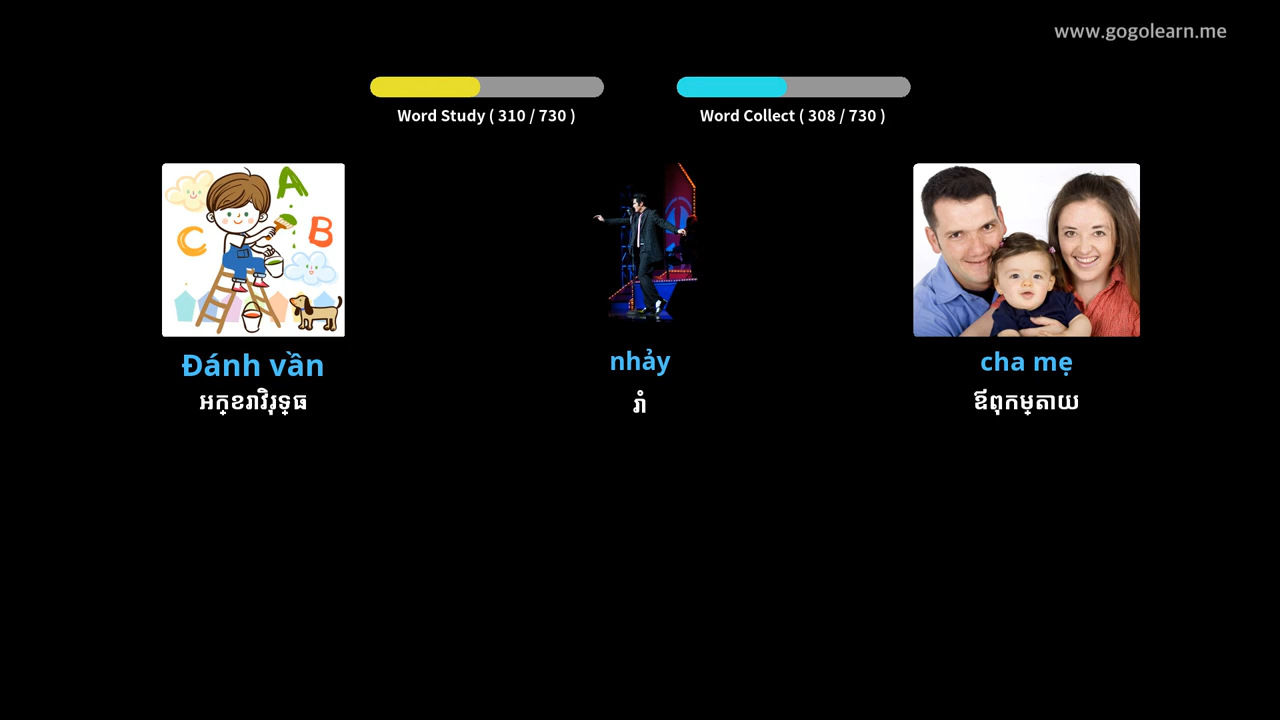 www.gogolearn.me
Word Study ( 310 / 730 )
Word Collect ( 308 / 730 )
A
B
C
Đánh vần
nhảy
cha mẹ
អក្ខរាវិរុទ្ធ
រាំ
ឪពុកម្តាយ